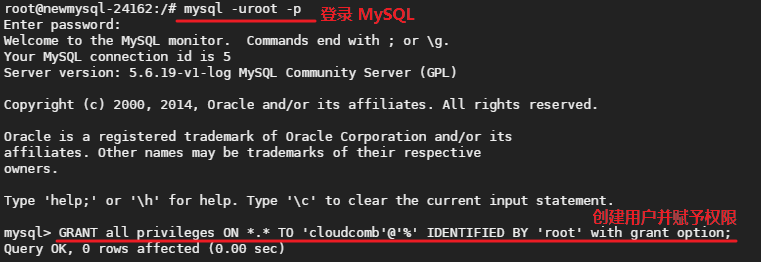 root@newmysql-24162:/# mysql -uroot -p 登录 MySQL
Enter password:
Welcome to the MySQL monitor.  Commands end with ; or \g.
Your MySQL connection id is 5
Server version: 5.6.19-v1-log MySQL Community Server (GPL)
Copyright (c) 2000, 2014, Oracle and/or its affiliates. All rights reserved.
Oracle is a registered trademark of Oracle Corporation and/or its
affiliates. Other names may be trademarks of their respective
owners.
Type 'help;' or '\h' for help. Type '\c' to clear the current input statement.
创建用户并赋予权限
mysql> GRANT all privileges ON *.* TO 'cloudcomb'@'%' IDENTIFIED BY 'root' with grant option;
Query OK, 0 rows affected (0.00 sec)